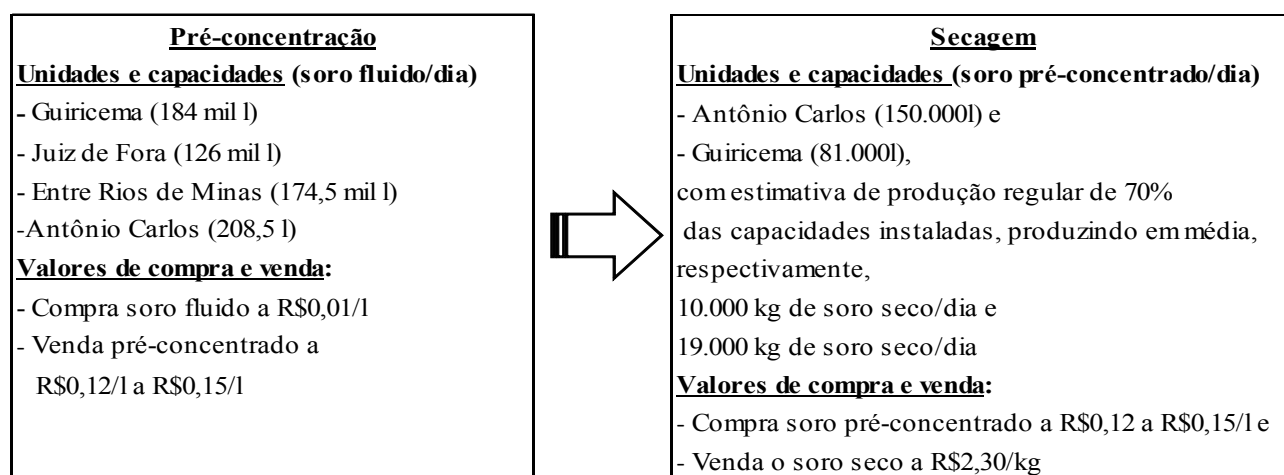 Pré-concentração
Unidades e capacidades (soro fluido/dia)
- Guiricema (184 mil l)
- Juiz de Fora (126 mil l)
- Entre Rios de Minas (174,5 mil l)
-Antônio Carlos (208,5 l)
Valores de compra e venda:
- Compra soro fluido a R$0,01/l
- Venda pré-concentrado a
R$0,12/l a R$0,15/l
Secagem
Unidades e capacidades (soro pré-concentrado/dia)
- Antônio Carlos (150.000l) e
- Guiricema (81.000l),
com estimativa de produção regular de 70%
das capacidades instaladas, produzindo em média,
respectivamente,
10.000 kg de soro seco/dia e
19.000 kg de soro seco/dia
Valores de compra e venda:
- Compra soro pré-concentrado a R$0,12 a R$0,15/l e
- Venda o soro seco a R$2,30/kg